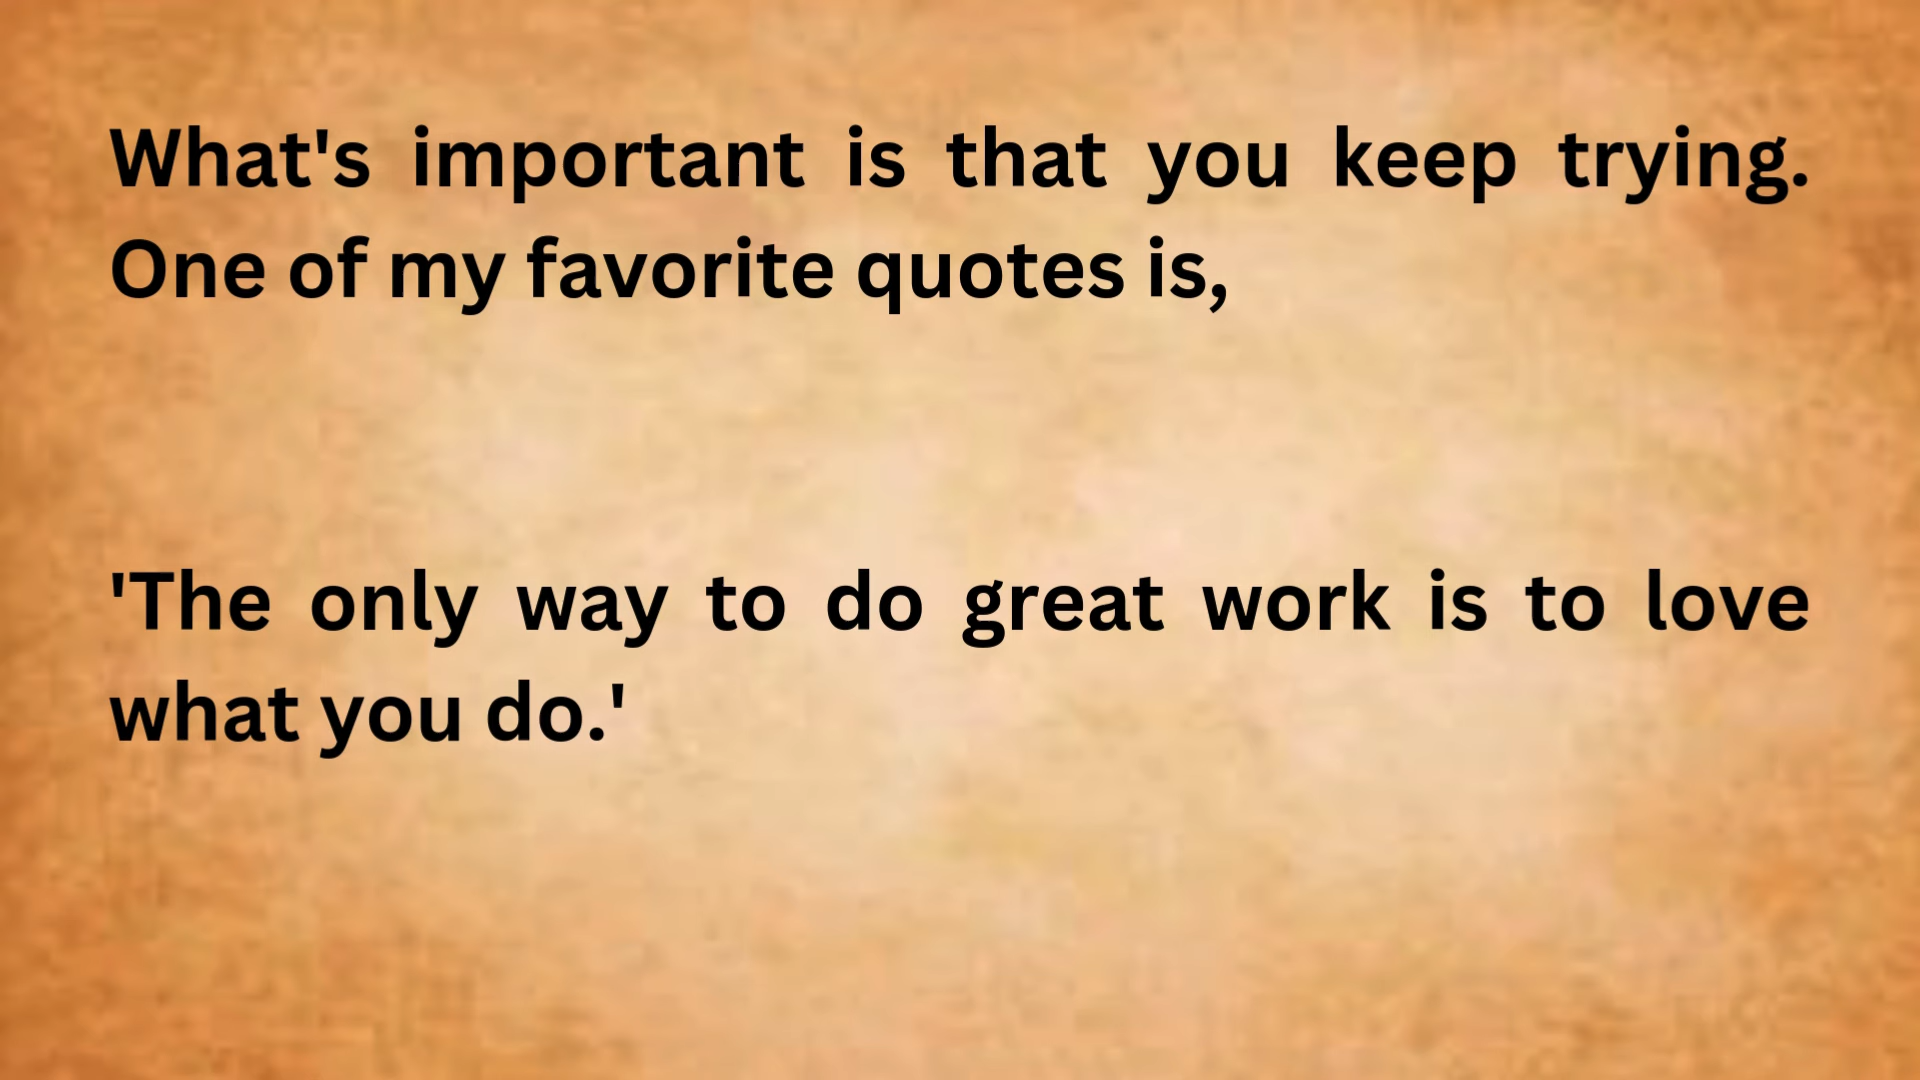 What's important is that you keep trying.
One of my favorite quotes is,
'The only way to do great work is to love
what you do.'